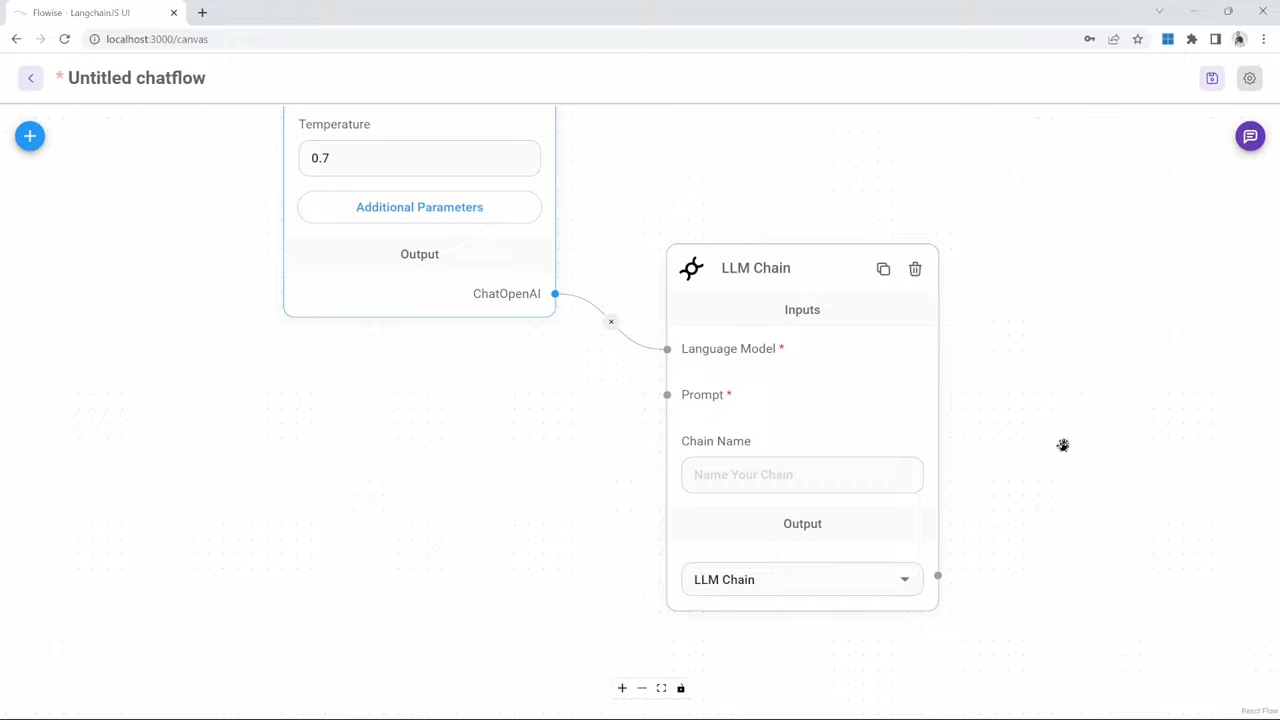 Flowise - LangchainJS UI
localhost:3000/canvas
* Untitled chatflow
Temperature
0.7
Additional Parameters
Output
ChatOpenAI
LLM Chain
Inputs
Language Model *
Prompt *
Chain Name
Name Your Chain
Output
LLM Chain
React Flow